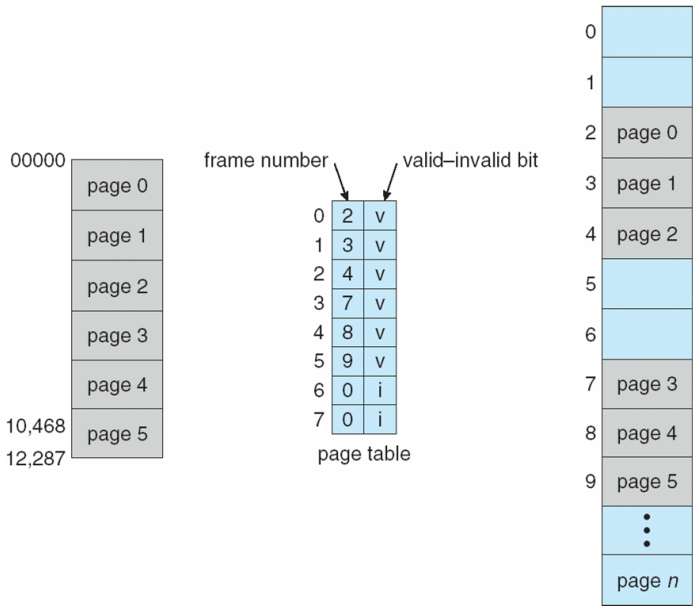 00000
page 0
page 1
page 2
page 3
page 4
10,468
page 5
12,287
frame number
valid–invalid bit
0 2 v
1 3 v
2 4 v
3 7 v
4 8 v
5 9 v
6 0 i
7 0 i
page table
0
1
2 page 0
3 page 1
4 page 2
5
6
7 page 3
8 page 4
9 page 5
page n